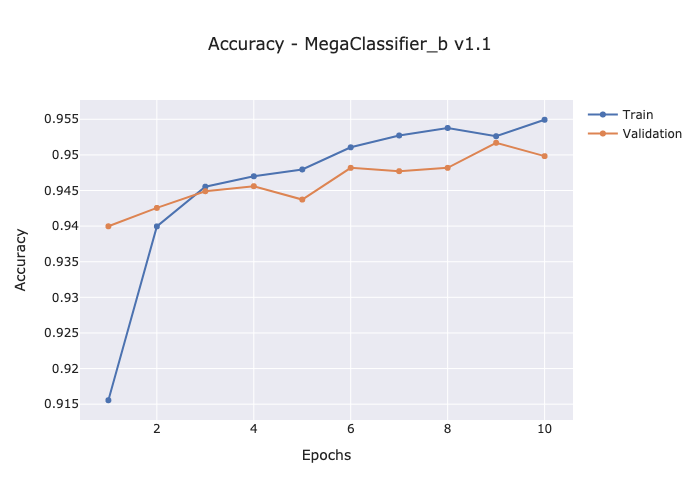 Accuracy - MegaClassifier_b v1.1
Train
Validation
Accuracy
0.955
0.95
0.945
0.94
0.935
0.93
0.925
0.92
0.915
2 4 6 8 10
Epochs